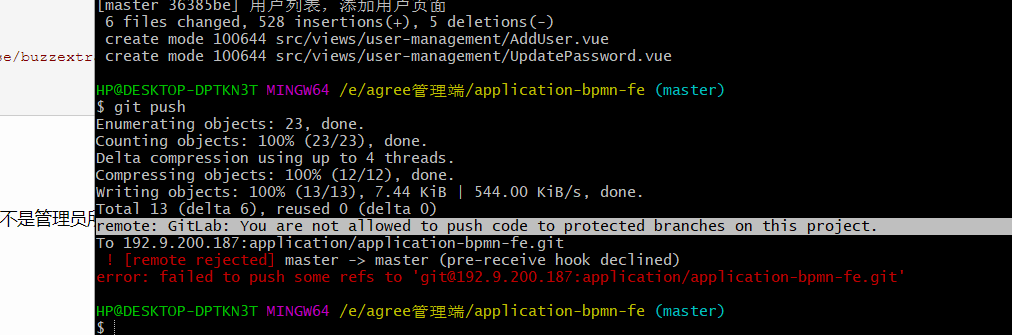 [master 36385be] 用户列表，添加用户页面
6 files changed, 528 insertions(+), 5 deletions(-)
create mode 100644 src/views/user-management/AddUser.vue
se/buzzextr
create mode 100644 src/views/user-management/UpdatePassword.vue
HP@DESKTOP-DPTKN3T MINGW64 /e/agree管理端/application-bpmn-fe (master)
$ git push
Enumerating objects: 23, done.
Counting objects: 100% (23/23), done.
Delta compression using up to 4 threads.
Compressing objects: 100% (12/12), done.
Writing objects: 100% (13/13), 7.44 KiB | 544.00 KiB/s, done.
Total 13 (delta 6), reused 0 (delta 0)
不是管理员
remote: GitLab: You are not allowed to push code to protected branches on this project.
To 192.9.200.187:application/application-bpmn-fe.git
! [remote rejected] master -> master (pre-receive hook declined)
error: failed to push some refs to 'git@192.9.200.187:application/application-bpmn-fe.git'
HP@DESKTOP-DPTKN3T MINGW64 /e/agree管理端/application-bpmn-fe (master)
$